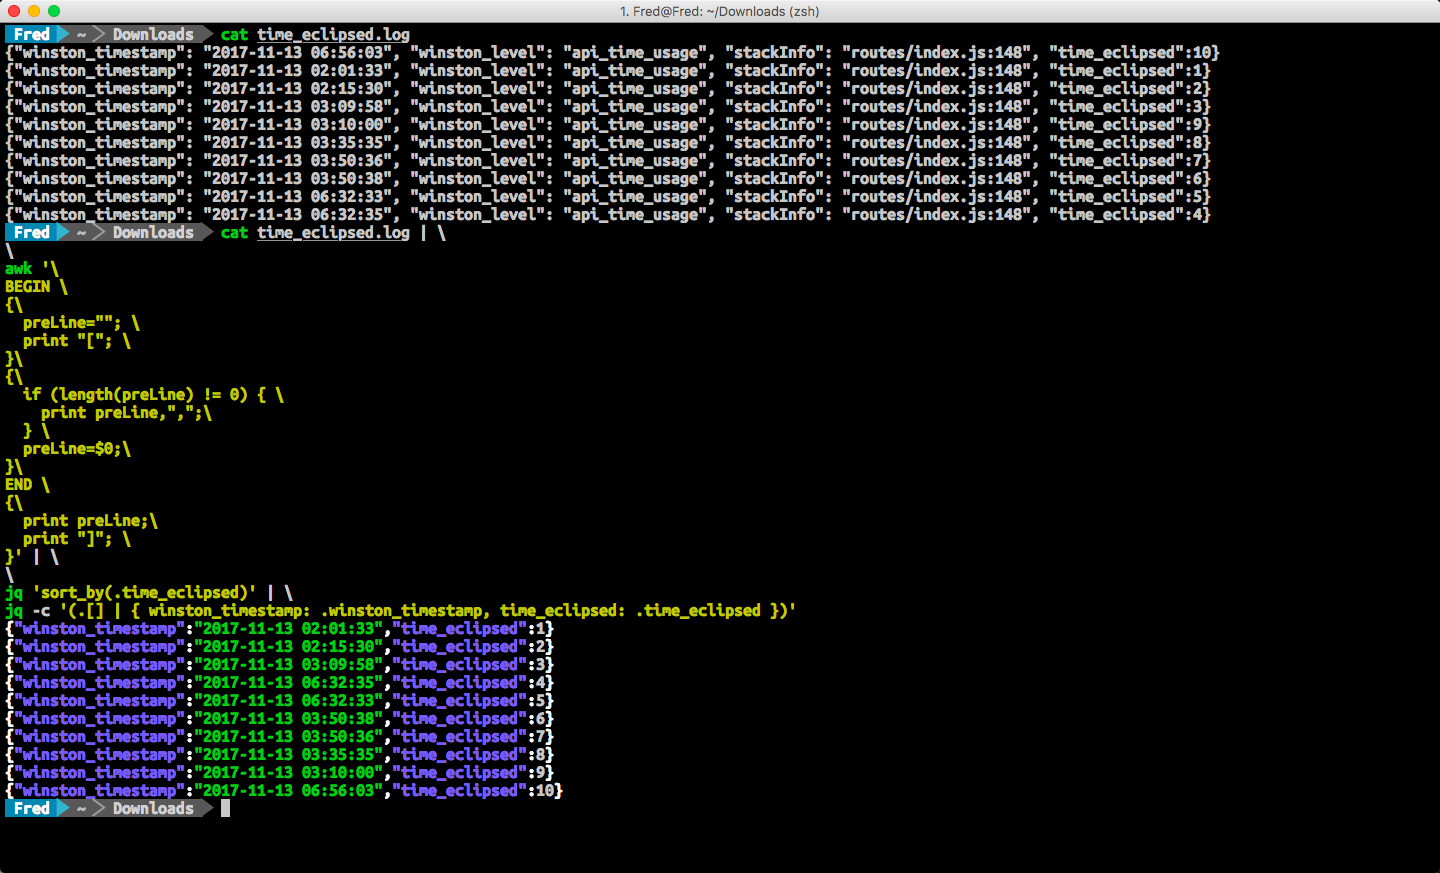 1. Fred@Fred: ~/Downloads (zsh)
Fred ~ Downloads cat time_eclipsed.log
{"winston_timestamp": "2017-11-13 06:56:03", "winston_level": "api_time_usage", "stackInfo": "routes/index.js:148", "time_eclipsed":10}
{"winston_timestamp": "2017-11-13 02:01:33", "winston_level": "api_time_usage", "stackInfo": "routes/index.js:148", "time_eclipsed":1}
{"winston_timestamp": "2017-11-13 02:15:30", "winston_level": "api_time_usage", "stackInfo": "routes/index.js:148", "time_eclipsed":2}
{"winston_timestamp": "2017-11-13 03:09:58", "winston_level": "api_time_usage", "stackInfo": "routes/index.js:148", "time_eclipsed":3}
{"winston_timestamp": "2017-11-13 03:10:00", "winston_level": "api_time_usage", "stackInfo": "routes/index.js:148", "time_eclipsed":9}
{"winston_timestamp": "2017-11-13 03:35:35", "winston_level": "api_time_usage", "stackInfo": "routes/index.js:148", "time_eclipsed":8}
{"winston_timestamp": "2017-11-13 03:50:36", "winston_level": "api_time_usage", "stackInfo": "routes/index.js:148", "time_eclipsed":7}
{"winston_timestamp": "2017-11-13 03:50:38", "winston_level": "api_time_usage", "stackInfo": "routes/index.js:148", "time_eclipsed":6}
{"winston_timestamp": "2017-11-13 06:32:33", "winston_level": "api_time_usage", "stackInfo": "routes/index.js:148", "time_eclipsed":5}
{"winston_timestamp": "2017-11-13 06:32:35", "winston_level": "api_time_usage", "stackInfo": "routes/index.js:148", "time_eclipsed":4}
Fred ~ Downloads cat time_eclipsed.log | \
\
awk '\
BEGIN \
{\
  preLine=""; \
  print "["; \
}\
{\
  if (length(preLine) != 0) { \
    print preLine,",";\
  } \
  preLine=$0;\
}\
END \
{\
  print preLine;\
  print "]"; \
}' | \
\
jq 'sort_by(.time_eclipsed)' | \
jq -c '(.[] | { winston_timestamp: .winston_timestamp, time_eclipsed: .time_eclipsed })'
{"winston_timestamp":"2017-11-13 02:01:33","time_eclipsed":1}
{"winston_timestamp":"2017-11-13 02:15:30","time_eclipsed":2}
{"winston_timestamp":"2017-11-13 03:09:58","time_eclipsed":3}
{"winston_timestamp":"2017-11-13 06:32:35","time_eclipsed":4}
{"winston_timestamp":"2017-11-13 06:32:33","time_eclipsed":5}
{"winston_timestamp":"2017-11-13 03:50:38","time_eclipsed":6}
{"winston_timestamp":"2017-11-13 03:50:36","time_eclipsed":7}
{"winston_timestamp":"2017-11-13 03:35:35","time_eclipsed":8}
{"winston_timestamp":"2017-11-13 03:10:00","time_eclipsed":9}
{"winston_timestamp":"2017-11-13 06:56:03","time_eclipsed":10}
Fred ~ Downloads